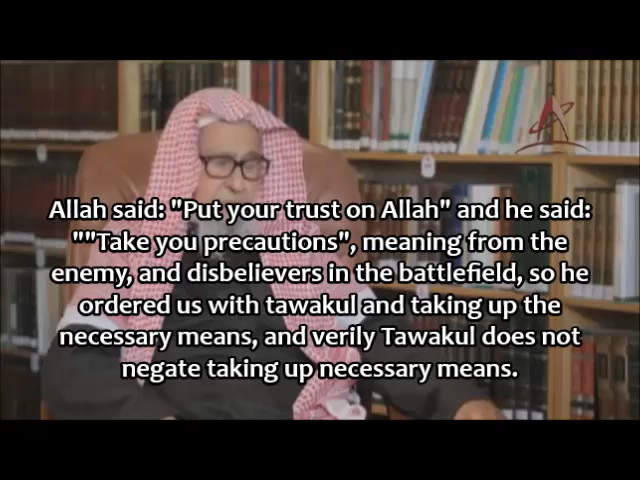 Allah said: "Put your trust on Allah" and he said:
""Take you precautions", meaning from the
enemy, and disbelievers in the battlefield, so he
ordered us with tawakul and taking up the
necessary means, and verily Tawakul does not
negate taking up necessary means.